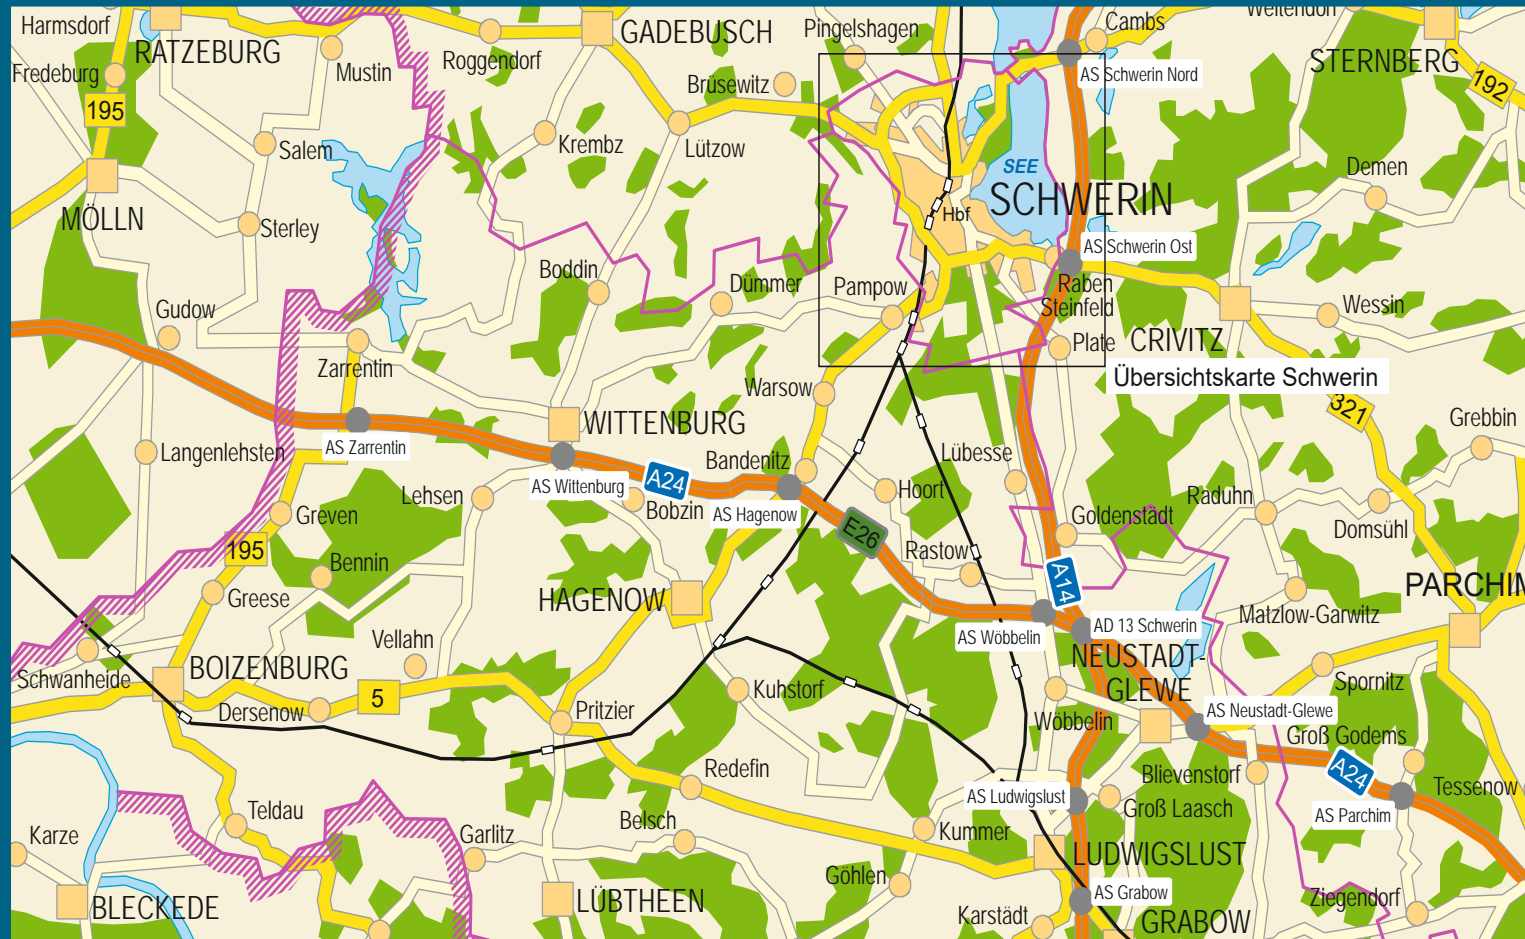 Harmsdorf
RATZEBURG
Fredeburg
195
Mustin
Roggendorf
GADEBUSCH
Pingelshagen
Cambs
STERNBERG
192
AS Schwerin Nord
Brüsewitz
Salem
Krembz
Lützow
Demen
MÖLLN
Sterley
SEE
SCHWERIN
Hbf
AS Schwerin Ost
Boddin
Dümmer
Pampow
Raben
Steinfeld
Gudow
Wessin
Zarrentin
Plate
CRIVITZ
Übersichtskarte Schwerin
Warsow
321
Grebbin
WITTENBURG
AS Zarrentin
Langenlehsten
Bandenitz
Lübesse
A24
AS Wittenburg
Lehsen
Bobzin
AS Hagenow
Hoort
Raduhn
Domsühl
Greven
Goldenstädt
E26
195
Rastow
Bennin
A14
Greese
HAGENOW
Matzlow-Garwitz
PARCHIM
AS Wöbbelin
AD 13 Schwerin
Vellahn
NEUSTADT-
GLEWE
Schwanheide
BOIZENBURG
Kuhstorf
Spornitz
Dersenow
5
Pritzier
Wöbbelin
AS Neustadt-Glewe
Groß Godems
Redefin
Blievenstorf
A24
Tessenow
AS Ludwigslust
Groß Laasch
AS Parchim
Teldau
Karze
Garlitz
Belsch
Kummer
LUDWIGSLUST
Göhlen
AS Grabow
Ziegendorf
BLECKEDE
LÜBTHEEN
Karstädt
GRABOW